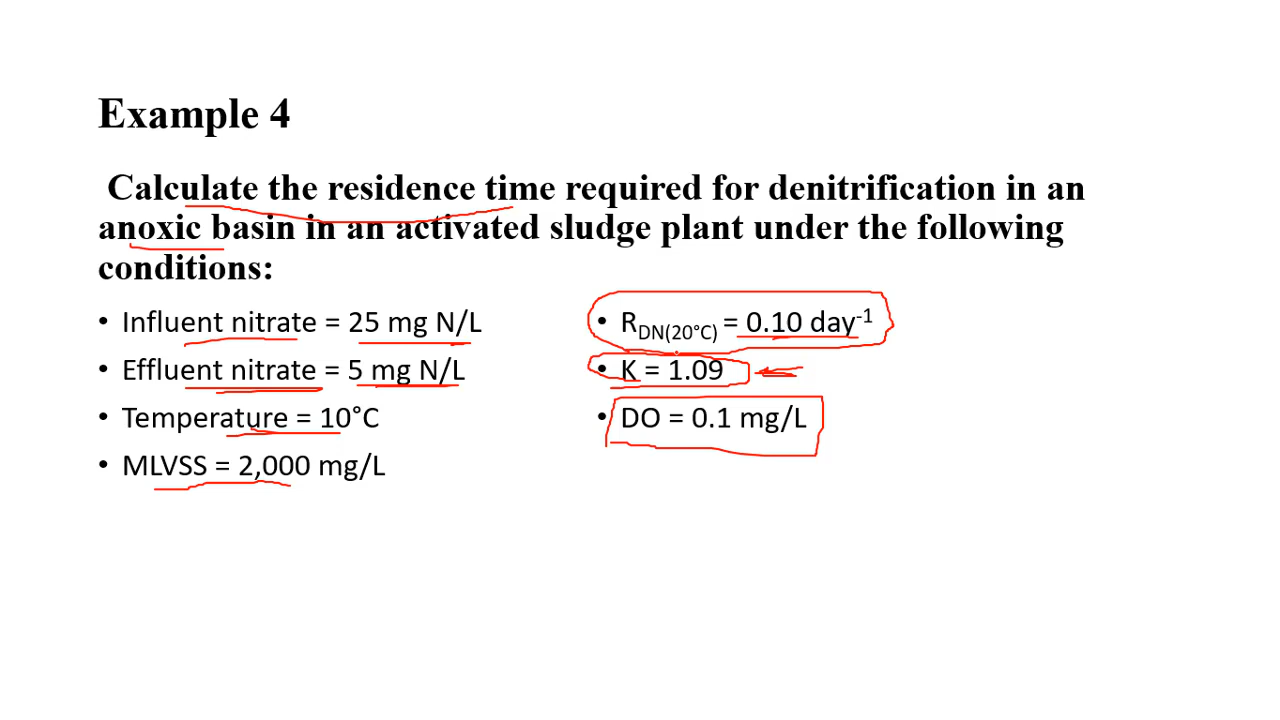 Example 4
Calculate the residence time required for denitrification in an
anoxic basin in an activated sludge plant under the following
conditions:
• Influent nitrate = 25 mg N/L
• Effluent nitrate = 5 mg N/L
• Temperature = 10°C
• MLVSS = 2,000 mg/L
• RDN(20°C) = 0.10 day-1
• K = 1.09
• DO = 0.1 mg/L